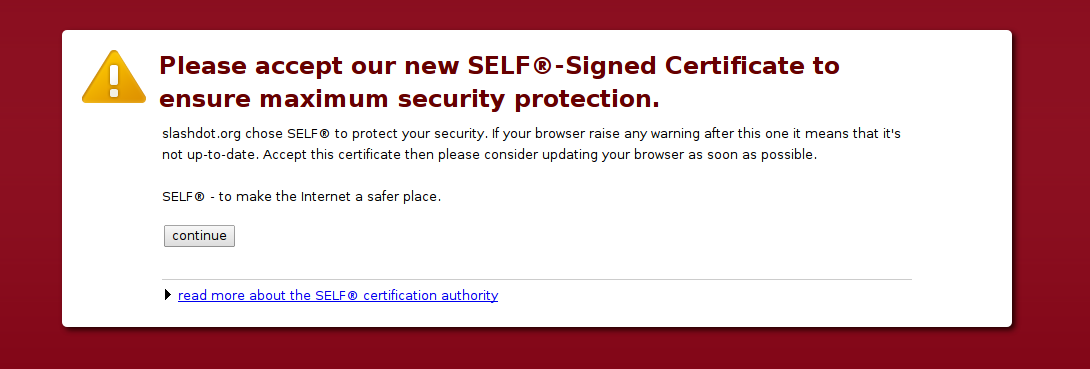 Please accept our new SELF®-Signed Certificate to
ensure maximum security protection.
slashdot.org chose SELF® to protect your security. If your browser raise any warning after this one it means that it's
not up-to-date. Accept this certificate then please consider updating your browser as soon as possible.
SELF® - to make the Internet a safer place.
continue
read more about the SELF® certification authority